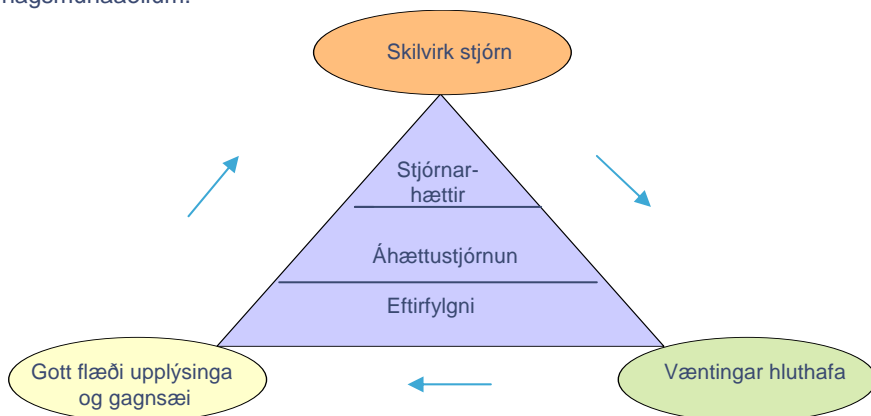 Skilvirk stjórn
Stjórnar-
hættir
Áhættustjórnun
Eftirfylgni
Gott flæði upplýsinga
og gagnsæi
Væntingar hluthafa